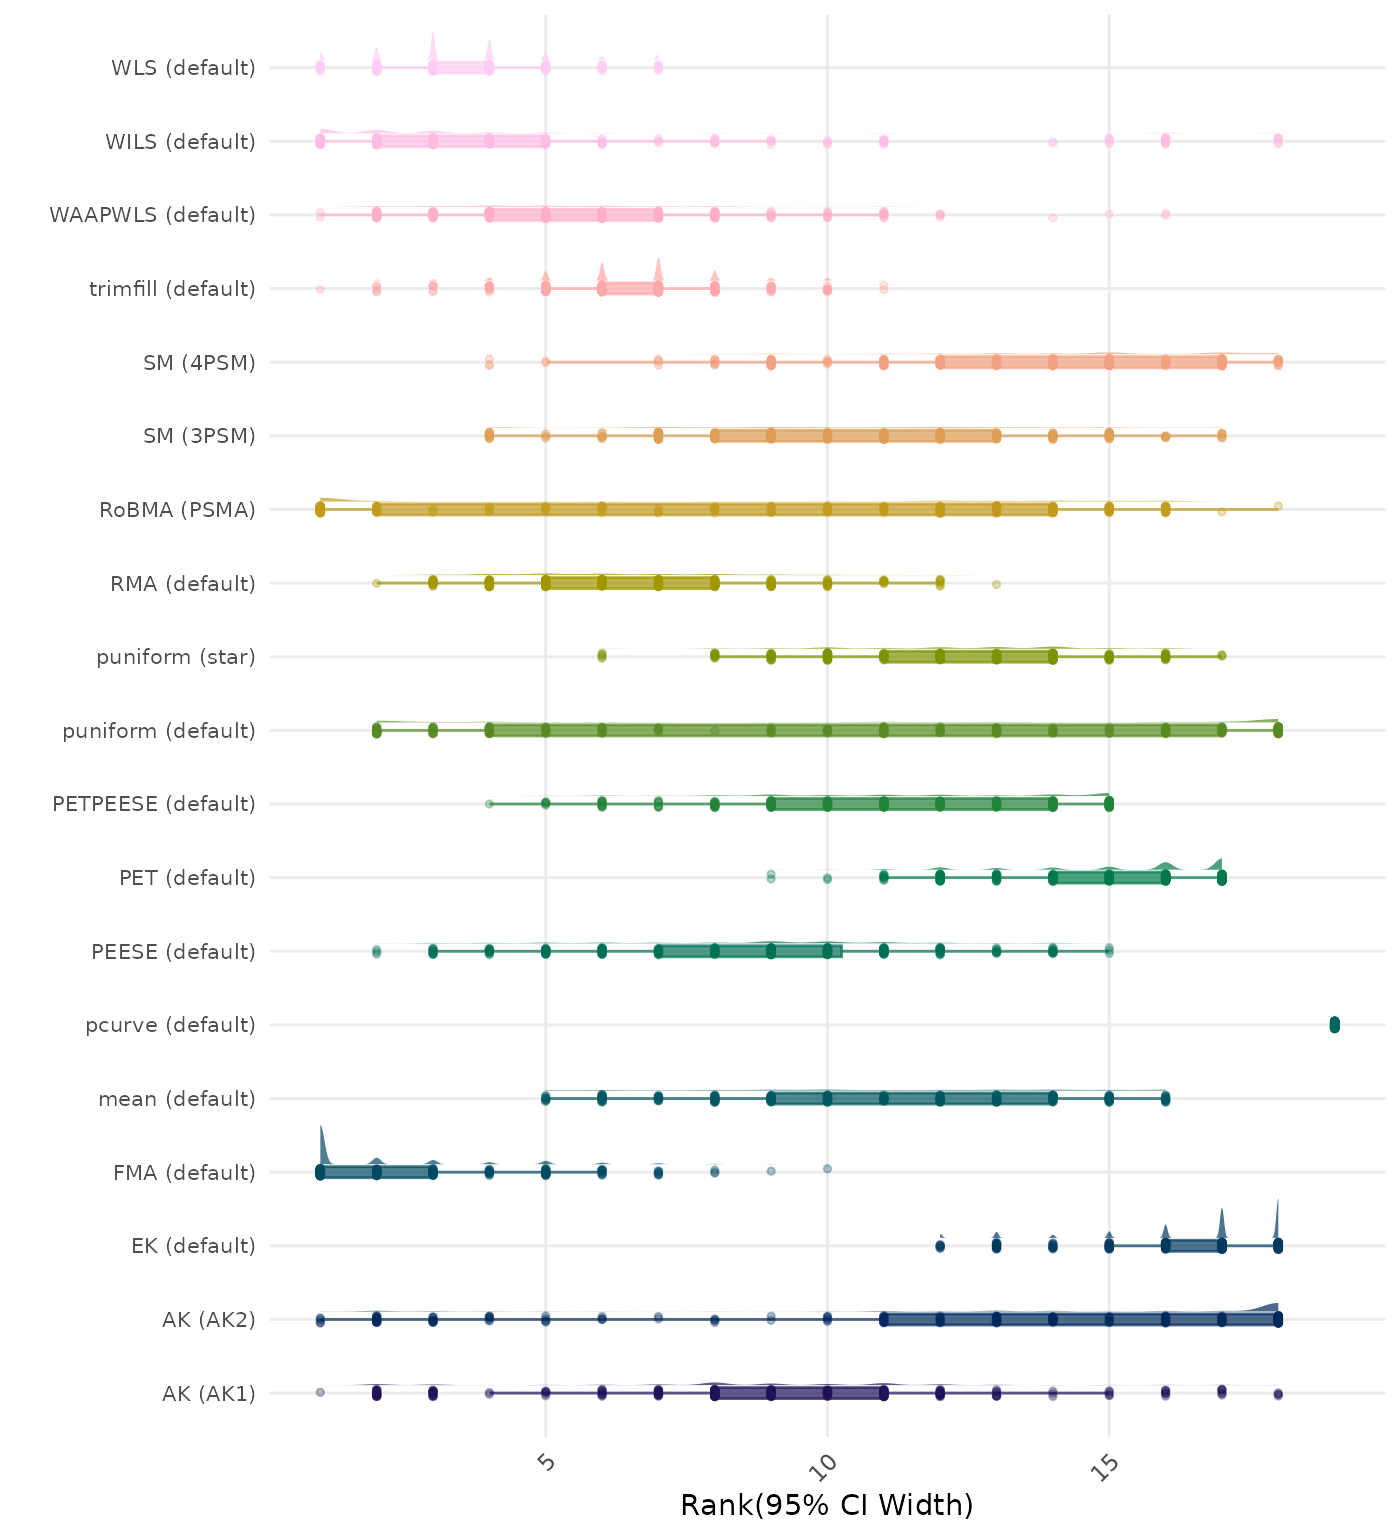 WLS (default)
WILS (default)
WAAPWLS (default)
trimfill (default)
SM (4PSM)
SM (3PSM)
RoBMA (PSMA)
RMA (default)
puniform (star)
puniform (default)
PETPEESE (default)
PET (default)
PEESE (default)
pcurve (default)
mean (default)
FMA (default)
EK (default)
AK (AK2)
AK (AK1)
5 10 15
Rank(95% CI Width)